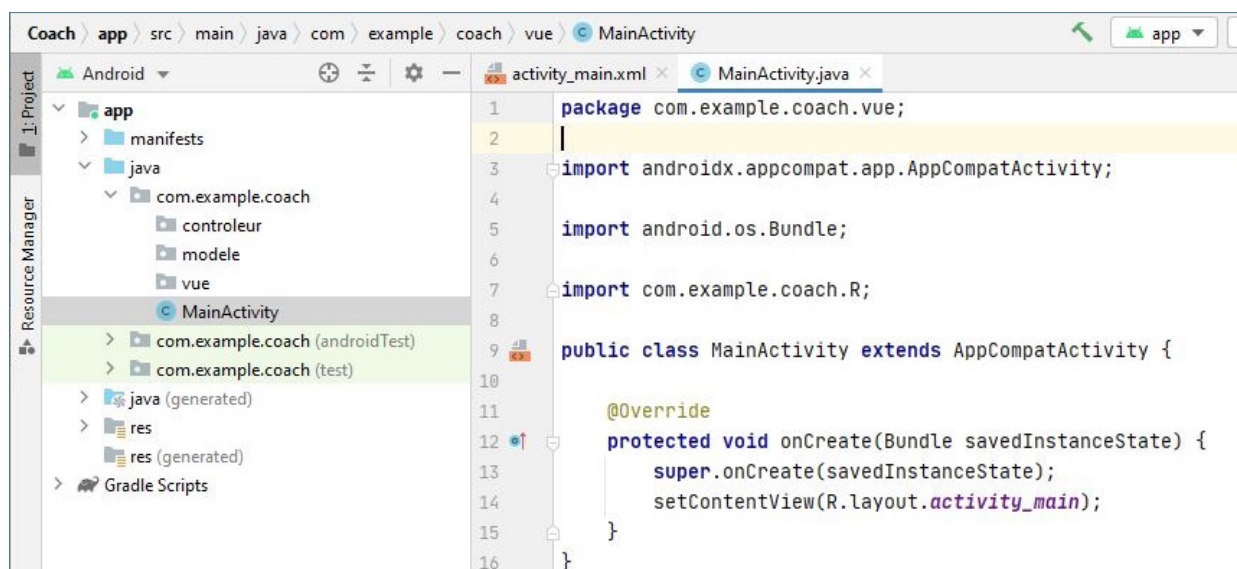 Coach > app > src > main > java > com > example > coach > vue > C MainActivity app
1: Project
Resource Manager
Android
app
manifests
java
com.example.coach
controleur
modele
vue
C MainActivity
com.example.coach (androidTest)
com.example.coach (test)
java (generated)
res
res (generated)
Gradle Scripts
activity_main.xml × C MainActivity.java ×
1 package com.example.coach.vue;
2
3 import androidx.appcompat.app.AppCompatActivity;
4
5 import android.os.Bundle;
6
7 import com.example.coach.R;
8
9 public class MainActivity extends AppCompatActivity {
10
11 @Override
12 protected void onCreate(Bundle savedInstanceState) {
13 super.onCreate(savedInstanceState);
14 setContentView(R.layout.activity_main);
15 }
16 }